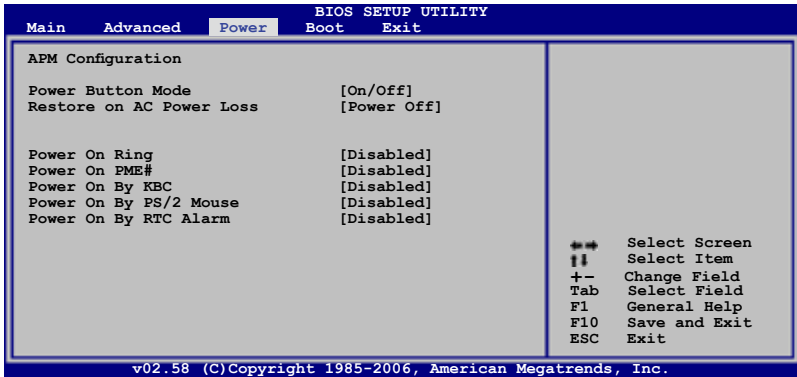 BIOS SETUP UTILITY
Main Advanced Power Boot Exit
APM Configuration
Power Button Mode [On/Off]
Restore on AC Power Loss [Power Off]
Power On Ring [Disabled]
Power On PME# [Disabled]
Power On By KBC [Disabled]
Power On By PS/2 Mouse [Disabled]
Power On By RTC Alarm [Disabled]
←→ Select Screen
↑↓ Select Item
+- Change Field
Tab Select Field
F1 General Help
F10 Save and Exit
ESC Exit
v02.58 (C)Copyright 1985-2006, American Megatrends, Inc.